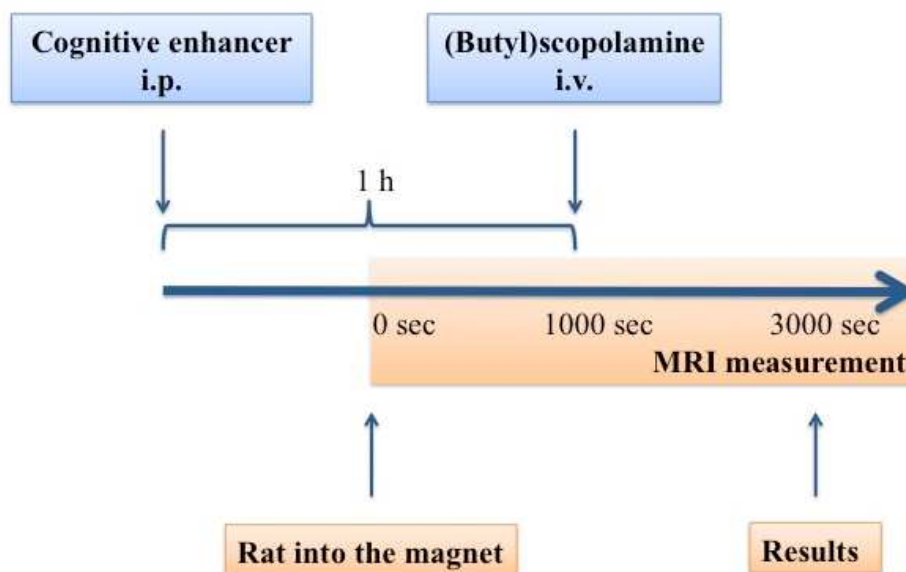 Cognitive enhancer
i.p.
(Butyl)scopolamine
i.v.
1 h
0 sec
1000 sec
3000 sec
MRI measurement
Rat into the magnet
Results